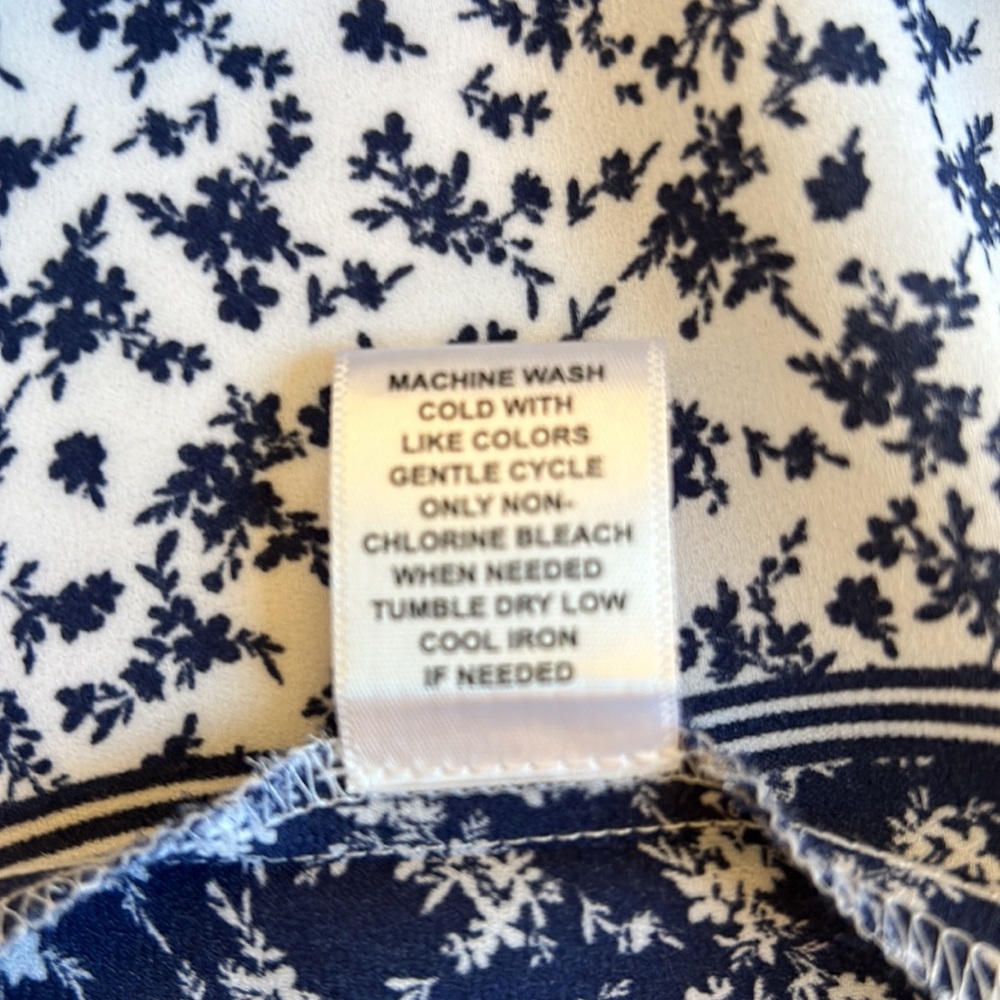 MACHINE WASH
COLD WITH
LIKE COLORS
GENTLE CYCLE
ONLY NON-
CHLORINE BLEACH
WHEN NEEDED
TUMBLE DRY LOW
COOL IRON
IF NEEDED